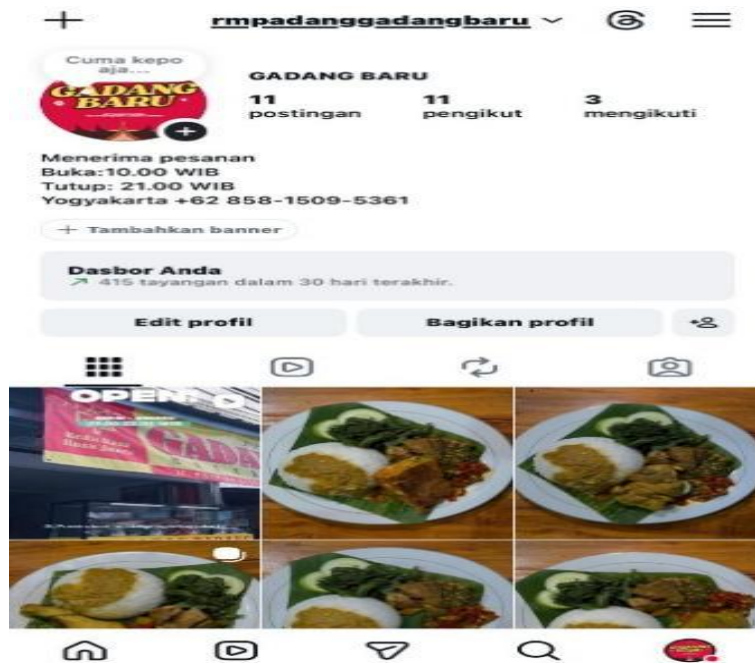 rmpadanggadangbaru
Cuma kepo
aja...
GADANG BARU
GADANG
BARU
11
postingan
11
pengikut
3
mengikuti
Menerima pesanan
Buka:10.00 WIB
Tutup: 21.00 WIB
Yogyakarta +62 858-1509-5361
+ Tambahkan banner
Dasbor Anda
415 tayangan dalam 30 hari terakhir.
Edit profil
Bagikan profil
OPEN
GADA